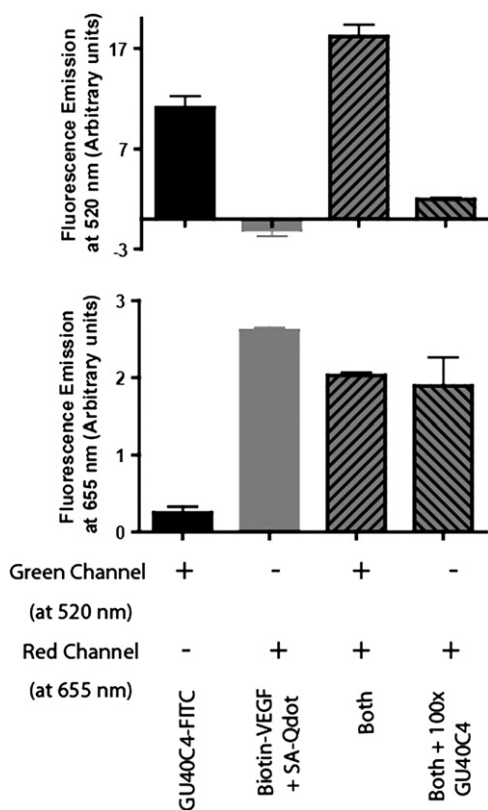 Fluorescence Emission
at 520 nm (Arbitrary units)
17
7
-3
Fluorescence Emission
at 655 nm (Arbitrary units)
3
2
1
0
Green Channel + - + -
(at 520 nm)
Red Channel - + + +
(at 655 nm)
GU40C4-FITC
Biotin-VEGF
+ SA-Qdot
Both
Both + 100x
GU40C4